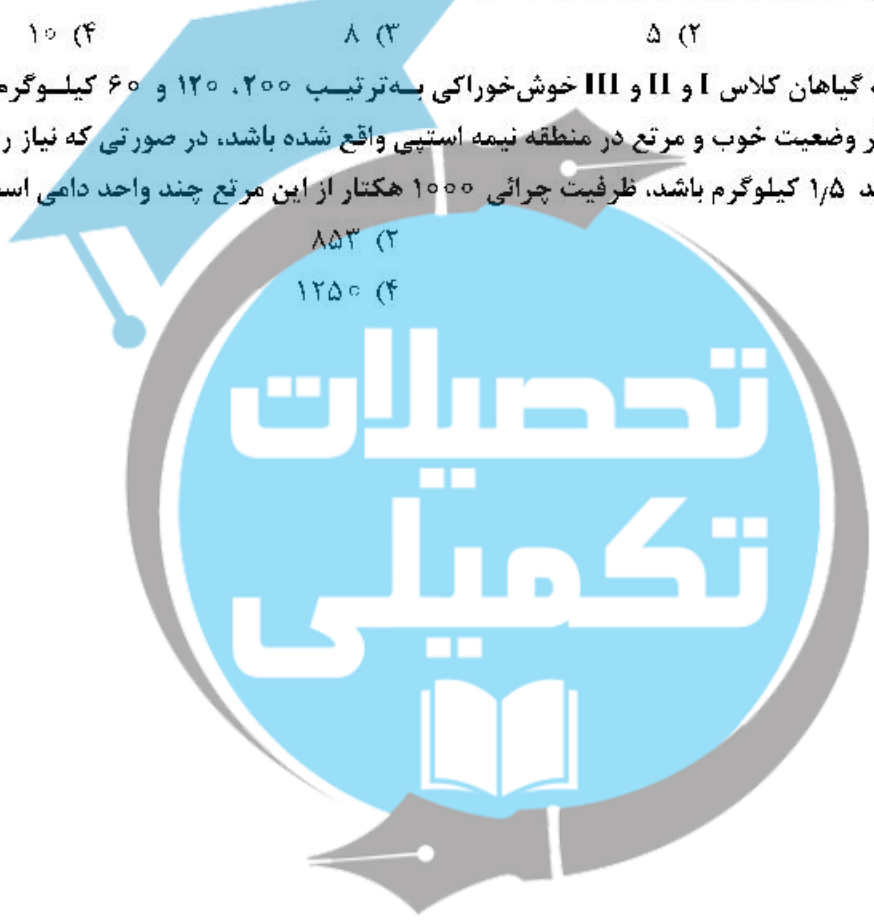 ۲) ۵ ۳) ۸ ۴) ۱۰
گیاهان کلاس I و II و III خوش‌خوراکی به‌ترتیب ۲۰۰، ۱۲۰ و ۶۰ کیلوگرم
وضعیت خوب و مرتع در منطقه نیمه استپی واقع شده باشد، در صورتی که نیاز
۱٫۵ کیلوگرم باشد، ظرفیت چرائی ۱۰۰۰ هکتار از این مرتع چند واحد دامی
۲) ۸۵۳
۴) ۱۲۵۰
تحصیلات
تکمیلی